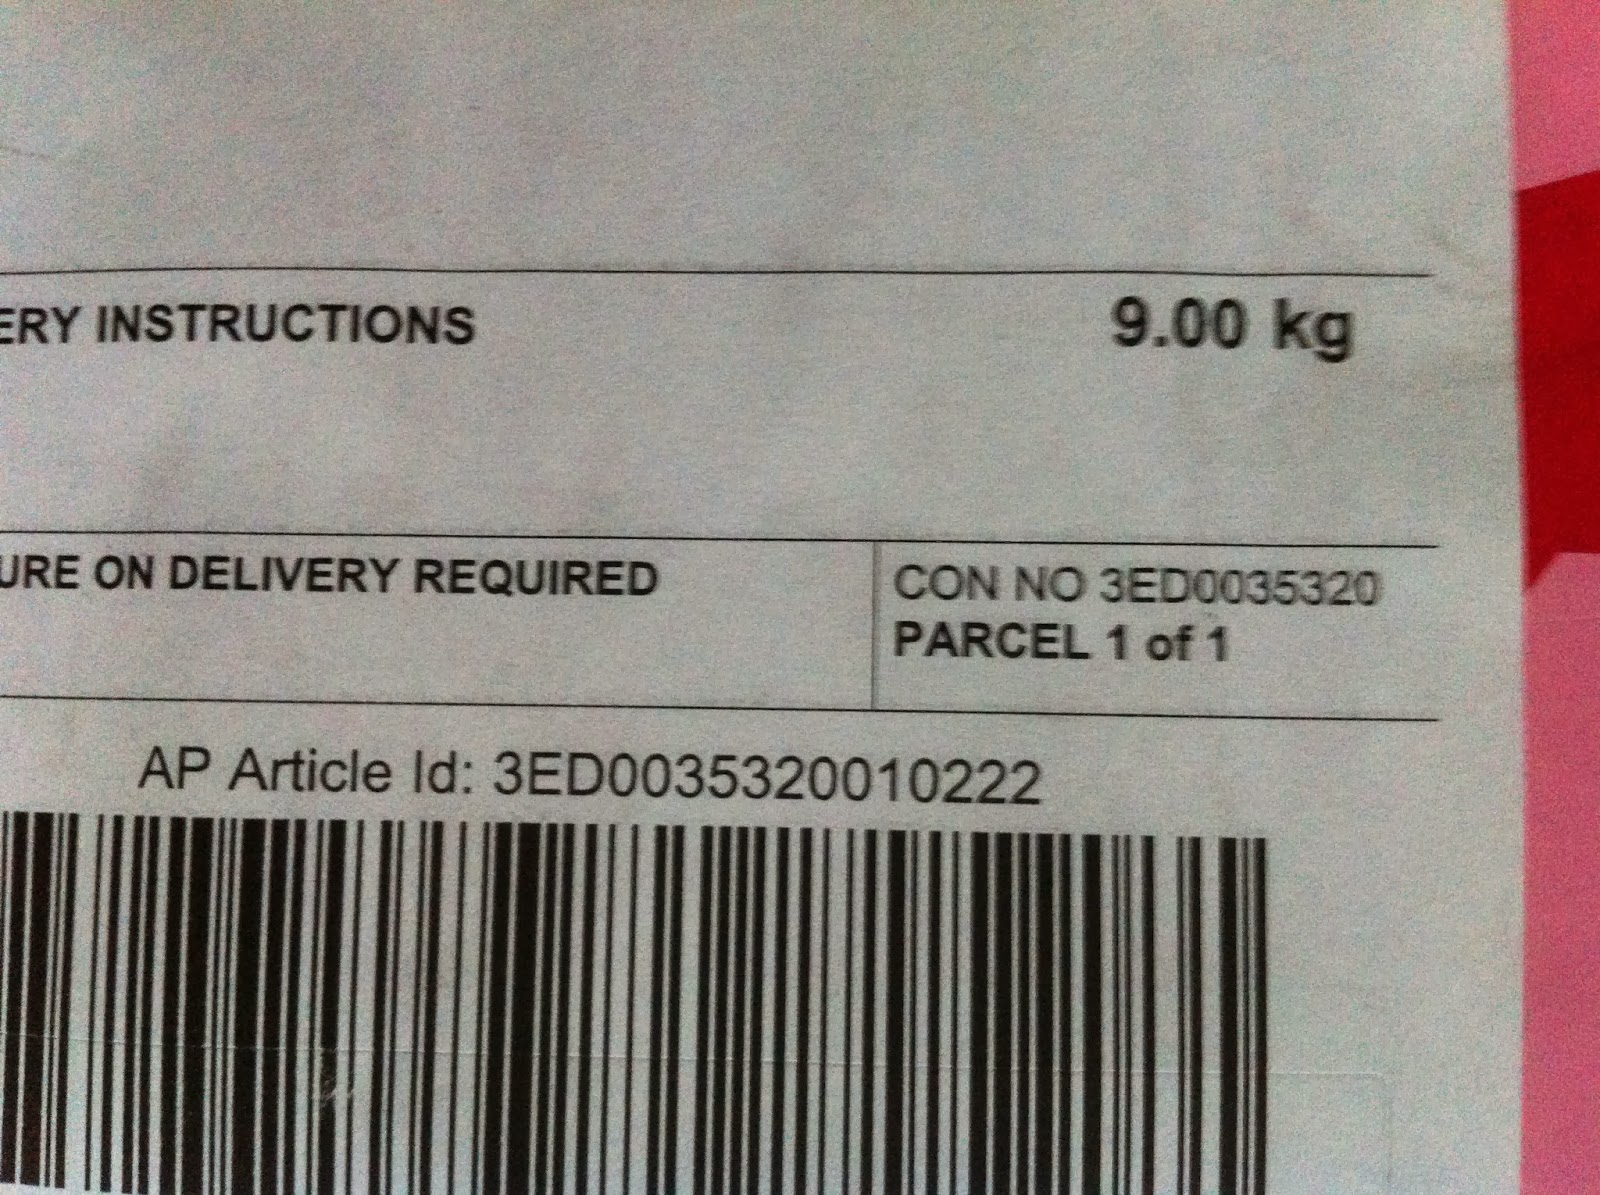 ERY INSTRUCTIONS 9.00 kg
URE ON DELIVERY REQUIRED
CON NO 3ED0035320
PARCEL 1 of 1
AP Article Id: 3ED0035320010222